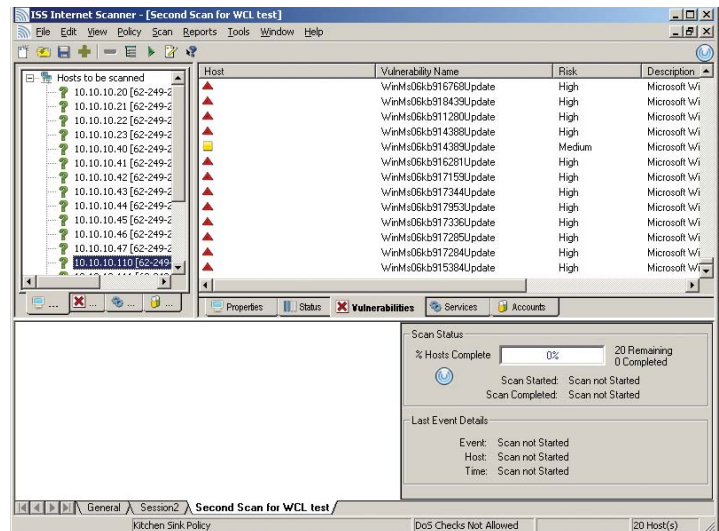 ISS Internet Scanner - [Second Scan for WCL test]
File Edit View Policy Scan Reports Tools Window Help
Hosts to be scanned
10.10.10.20 [62-249-2
10.10.10.21 [62-249-2
10.10.10.22 [62-249-2
10.10.10.23 [62-249-2
10.10.10.40 [62-249-2
10.10.10.41 [62-249-2
10.10.10.42 [62-249-2
10.10.10.43 [62-249-2
10.10.10.44 [62-249-2
10.10.10.45 [62-249-2
10.10.10.46 [62-249-2
10.10.10.47 [62-249-2
10.10.10.110 [62-249-
Host Vulnerability Name Risk Description
WinMs06kb916768Update High Microsoft Wi
WinMs06kb918439Update High Microsoft Wi
WinMs06kb911280Update High Microsoft Wi
WinMs06kb914388Update High Microsoft Wi
WinMs06kb914389Update Medium Microsoft Wi
WinMs06kb916281Update High Microsoft Wi
WinMs06kb917159Update High Microsoft Wi
WinMs06kb917344Update High Microsoft Wi
WinMs06kb917953Update High Microsoft Wi
WinMs06kb917336Update High Microsoft Wi
WinMs06kb917285Update High Microsoft Wi
WinMs06kb917284Update High Microsoft Wi
WinMs06kb915384Update High Microsoft Wi
... ... ... ...
Properties Status Vulnerabilities Services Accounts
Scan Status
% Hosts Complete 0% 20 Remaining
0 Completed
Scan Started: Scan not Started
Scan Completed: Scan not Started
Last Event Details
Event: Scan not Started
Host: Scan not Started
Time: Scan not Started
General Session2 Second Scan for WCL test
Kitchen Sink Policy DoS Checks Not Allowed 20 Host(s)